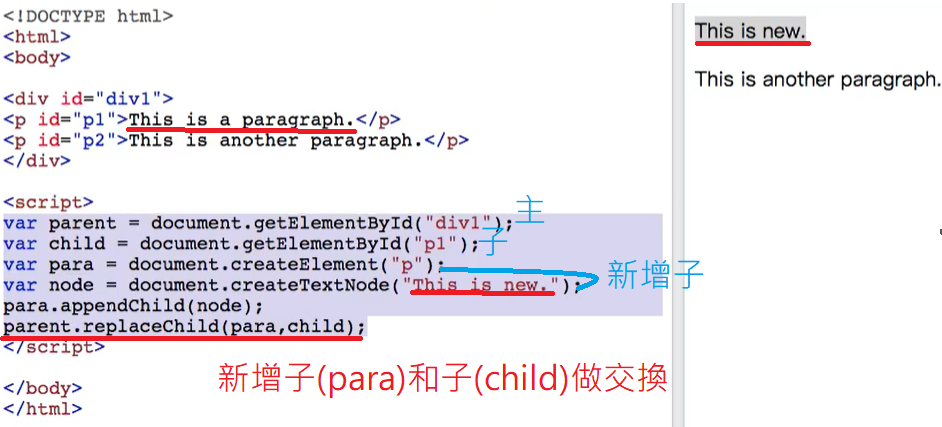 <!DOCTYPE html>
<html>
<body>
<div id="div1">
<p id="p1">This is a paragraph.</p>
<p id="p2">This is another paragraph.</p>
</div>
<script>
var parent = document.getElementById("div1"); 主
var child = document.getElementById("p1"); 子
var para = document.createElement("p");
var node = document.createTextNode("This is new."); 新增子
para.appendChild(node);
parent.replaceChild(para,child);
</script>
新增子(para)和子(child)做交換
</body>
</html>
This is new.
This is another paragraph.